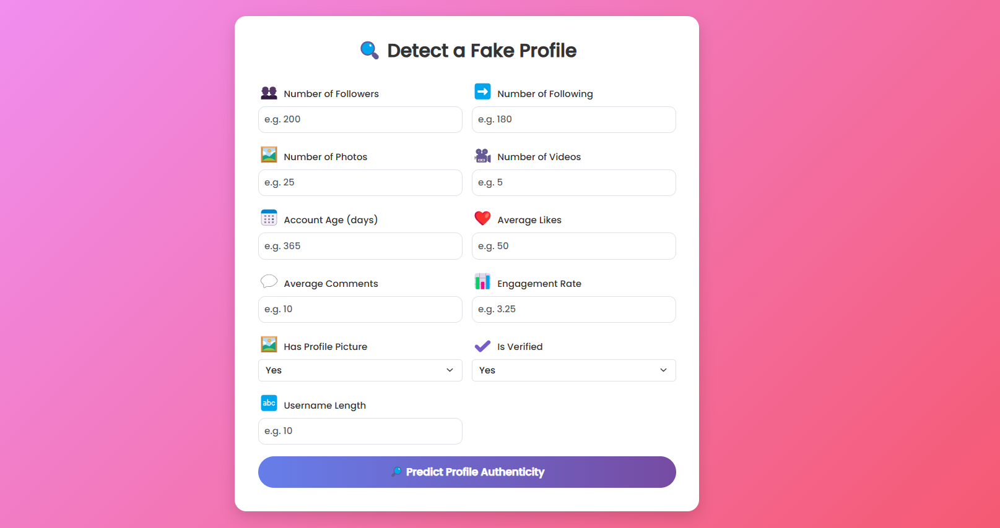 Detect a Fake Profile
Number of Followers
Number of Following
e.g. 200
e.g. 180
Number of Photos
Number of Videos
e.g. 25
e.g. 5
Account Age (days)
Average Likes
e.g. 365
e.g. 50
Average Comments
Engagement Rate
e.g. 10
e.g. 3.25
Has Profile Picture
Is Verified
Yes
Yes
abc
Username Length
e.g. 10
Predict Profile Authenticity